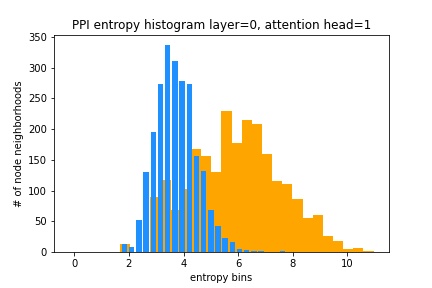 PPI entropy histogram layer=0, attention head=1
# of node neighborhoods
350
300
250
200
150
100
50
0
0 2 4 6 8 10
entropy bins